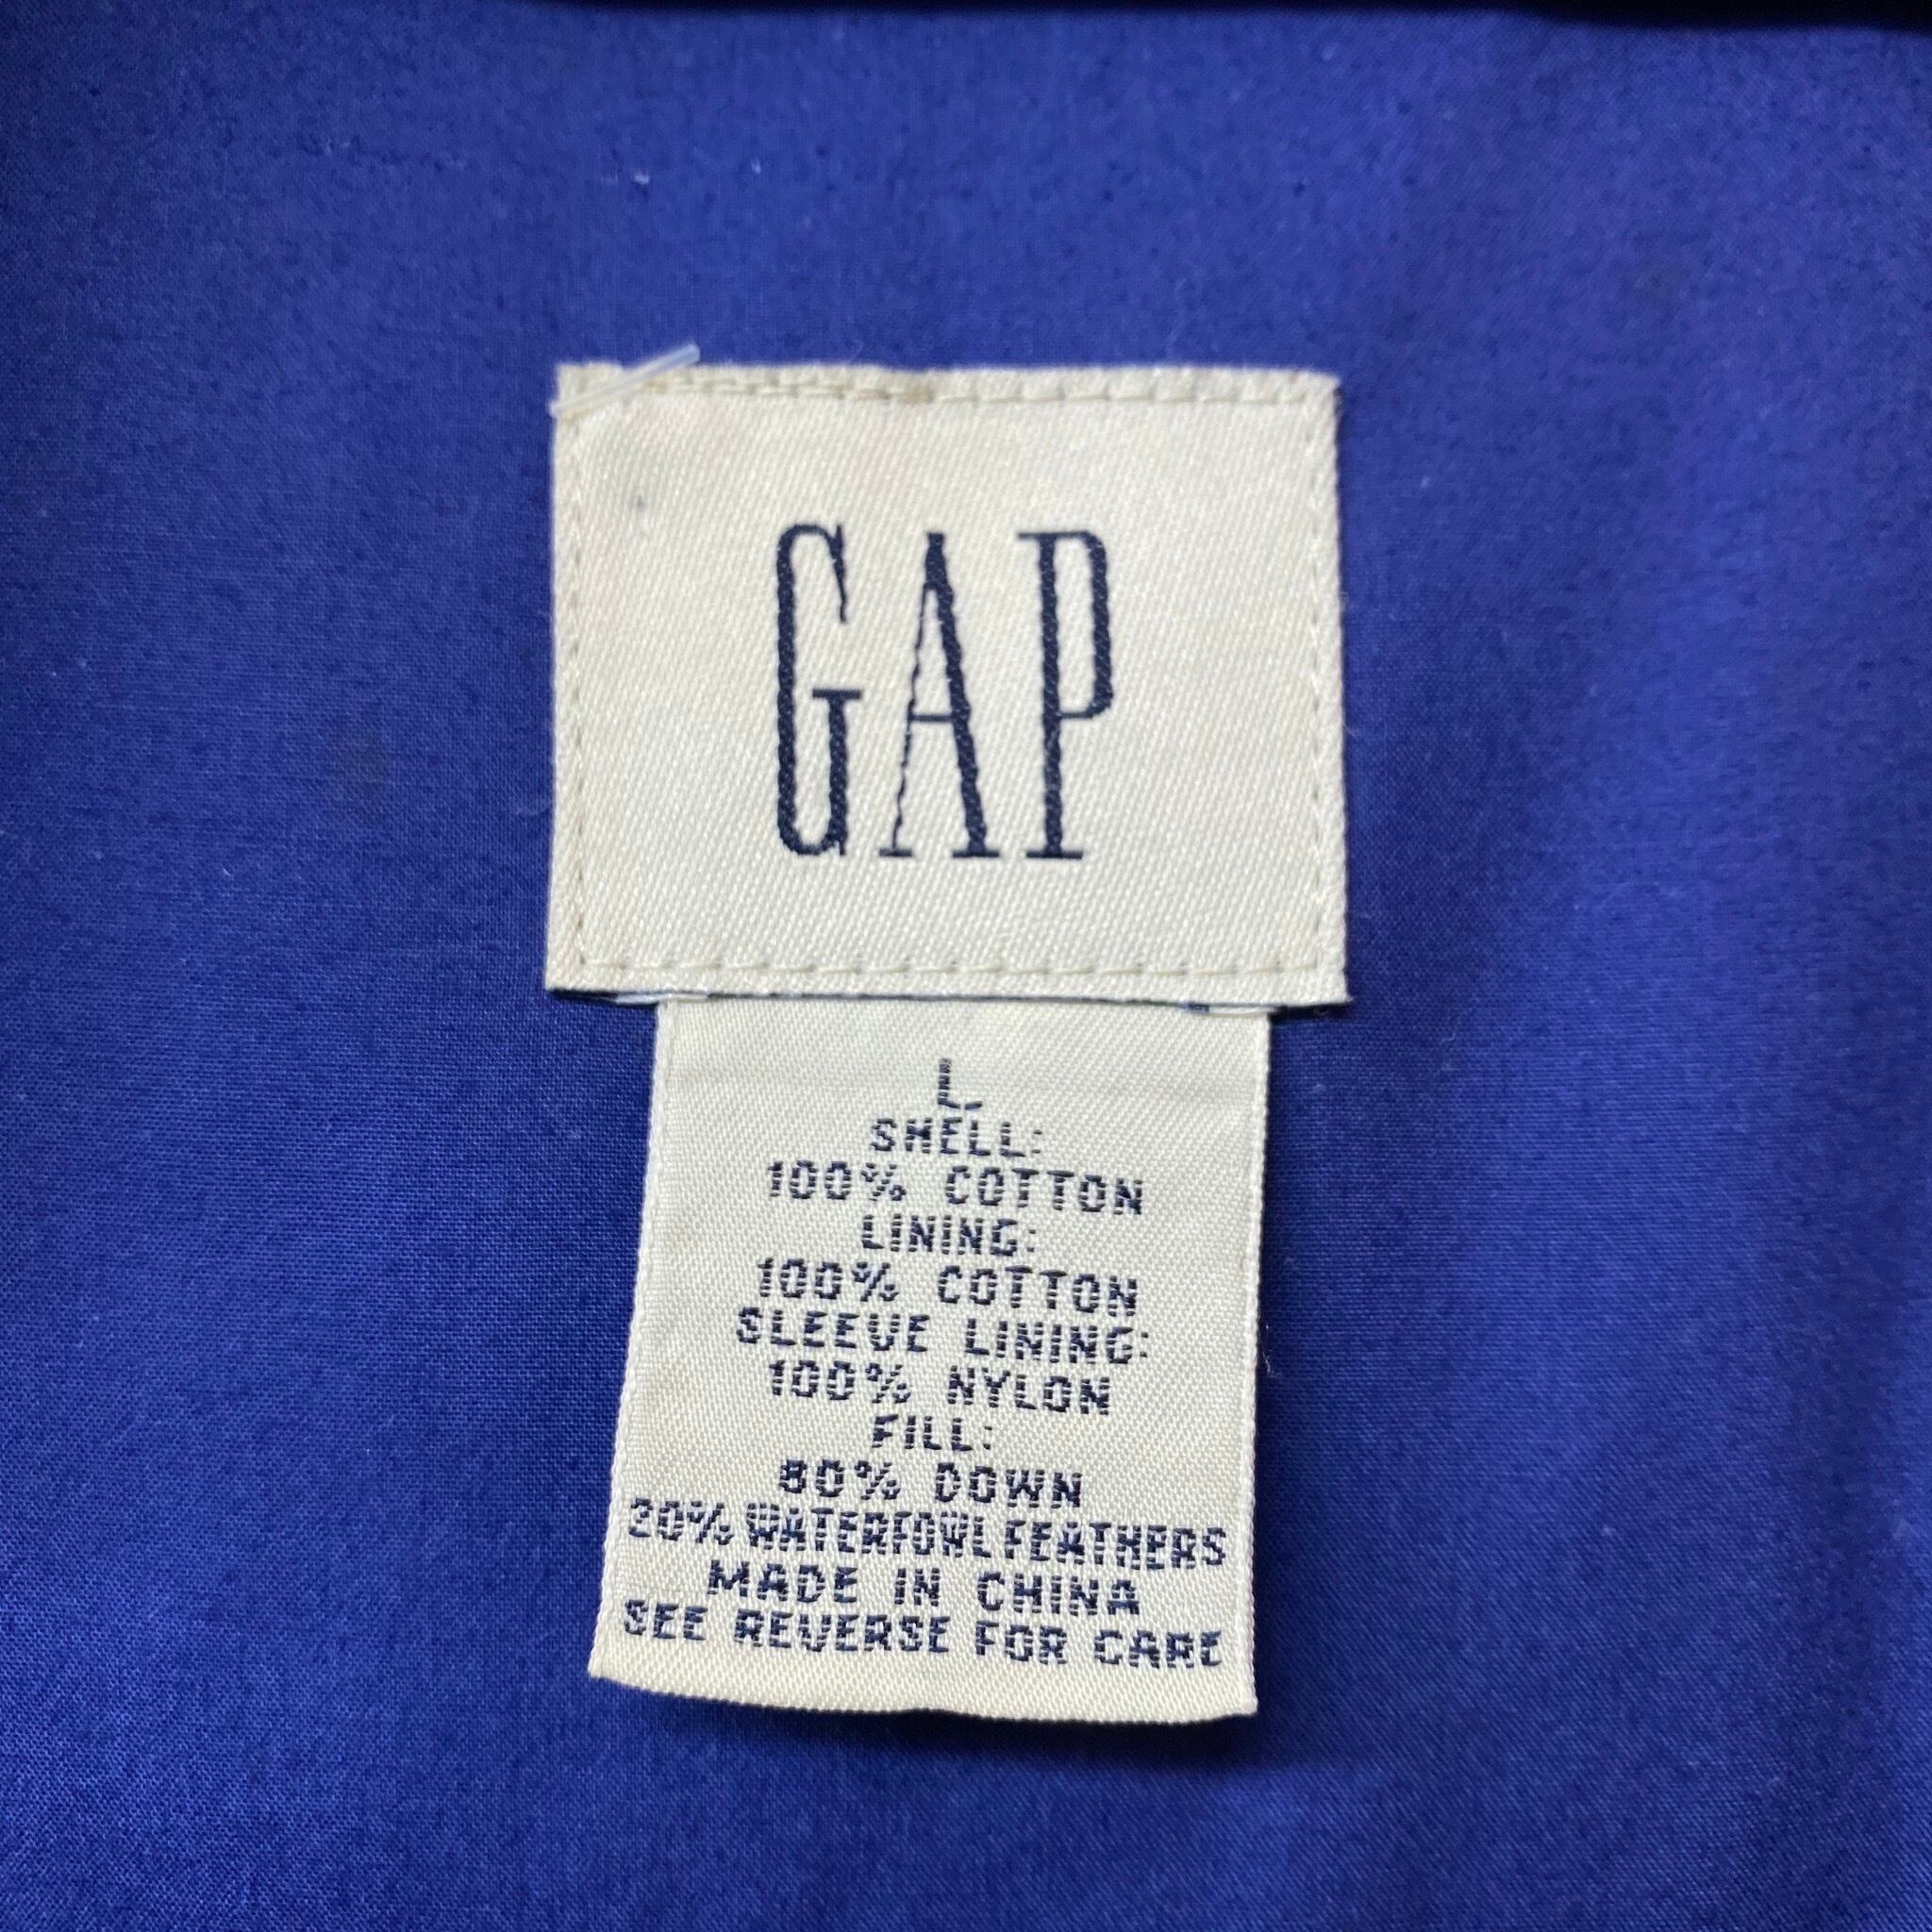 GAP
L
SHELL:
100% COTTON
LINING:
100% COTTON
SLEEVE LINING:
100% NYLON
FILL:
80% DOWN
20% WATERFOWL FEATHERS
MADE IN CHINA
SEE REVERSE FOR CARE